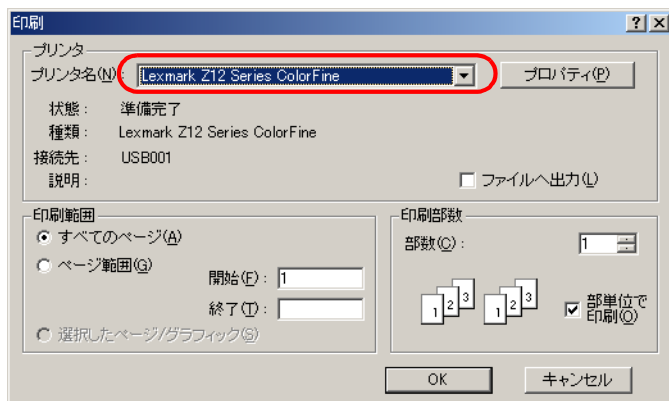 印刷
プリンタ
プリンタ名(N): Lexmark Z12 Series ColorFine プロパティ(P)
状態: 準備完了
種類: Lexmark Z12 Series ColorFine
接続先: USB001
説明: ファイルへ出力(L)
印刷範囲
すべてのページ(A)
ページ範囲(G)
開始(F): 1
終了(T):
選択したページ/グラフィック(S)
印刷部数
部数(C): 1
1 2 3 1 2 3
部単位で
印刷(O)
OK キャンセル